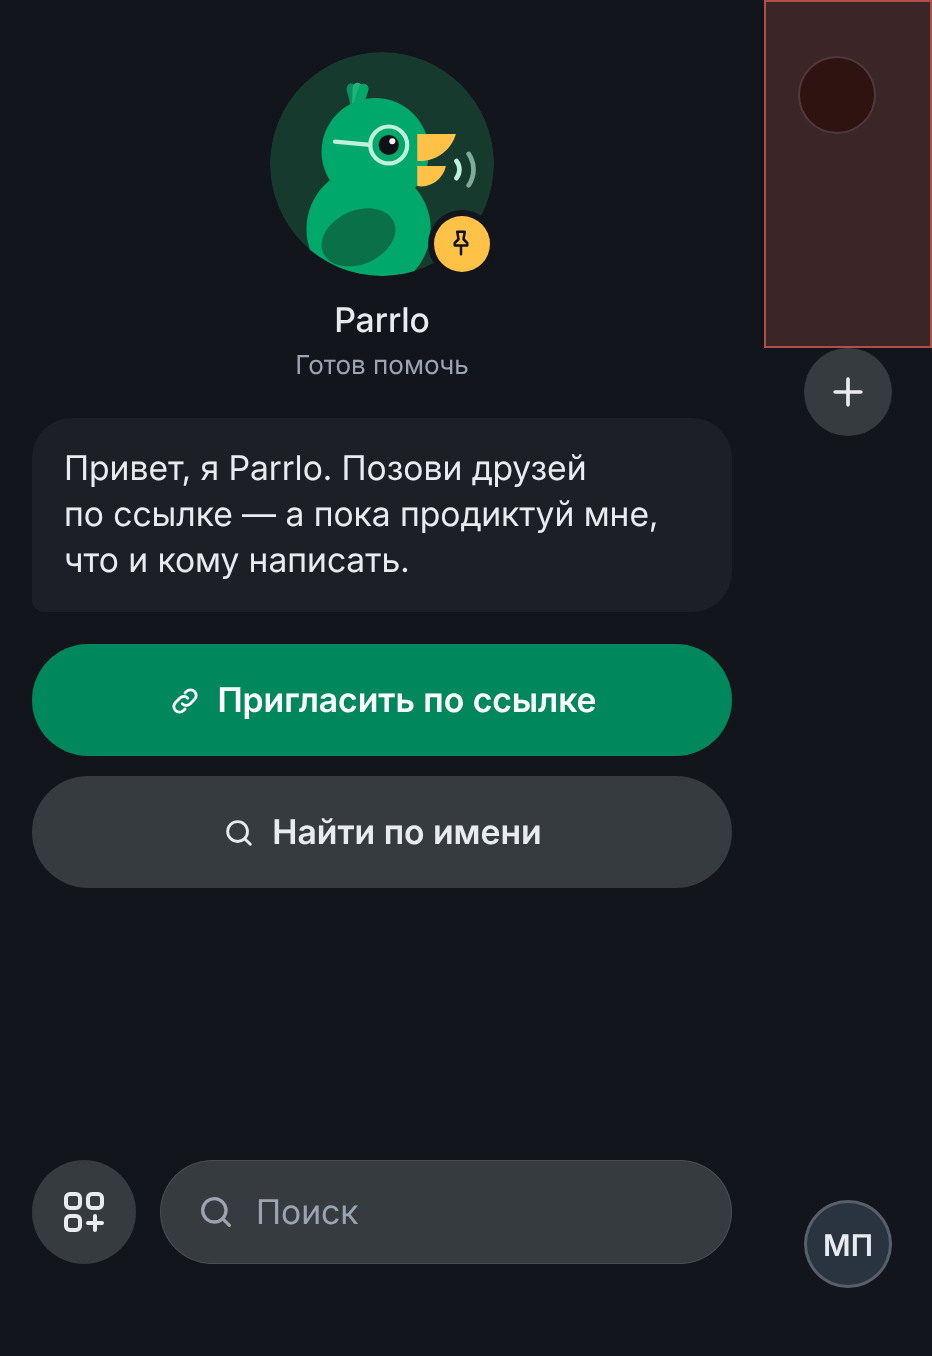 Parrlo
Готов помочь
Привет, я Parrlo. Позови друзей
по ссылке — а пока продиктуй мне,
что и кому написать.
Пригласить по ссылке
Найти по имени
Поиск
МП